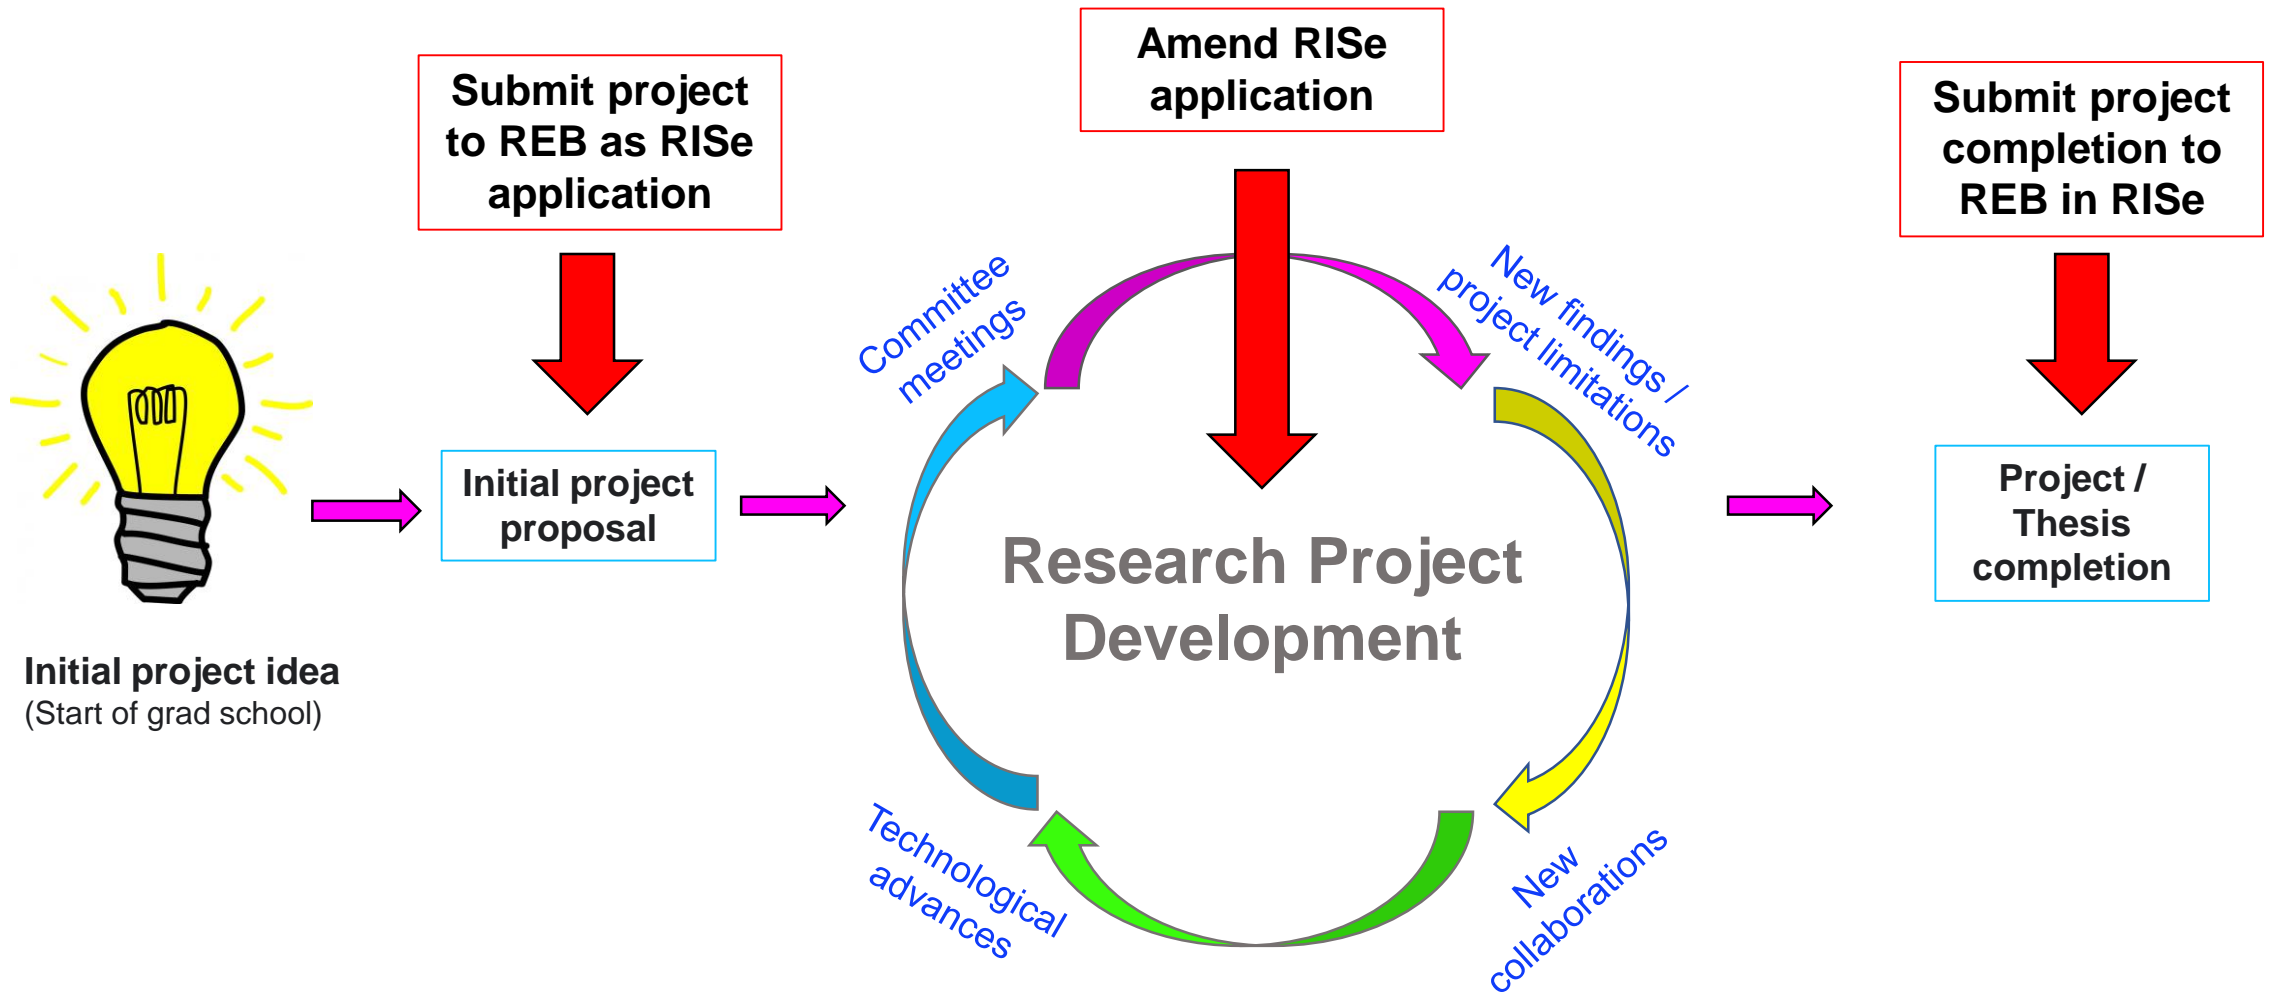 Submit project
to REB as RISe
application
Amend RISe
application
Submit project
completion to
REB in RISe
Committee
meetings
New findings /
project limitations
Initial project
proposal
Research Project
Development
Project /
Thesis
completion
Initial project idea
(Start of grad school)
Technological
advances
New
collaborations